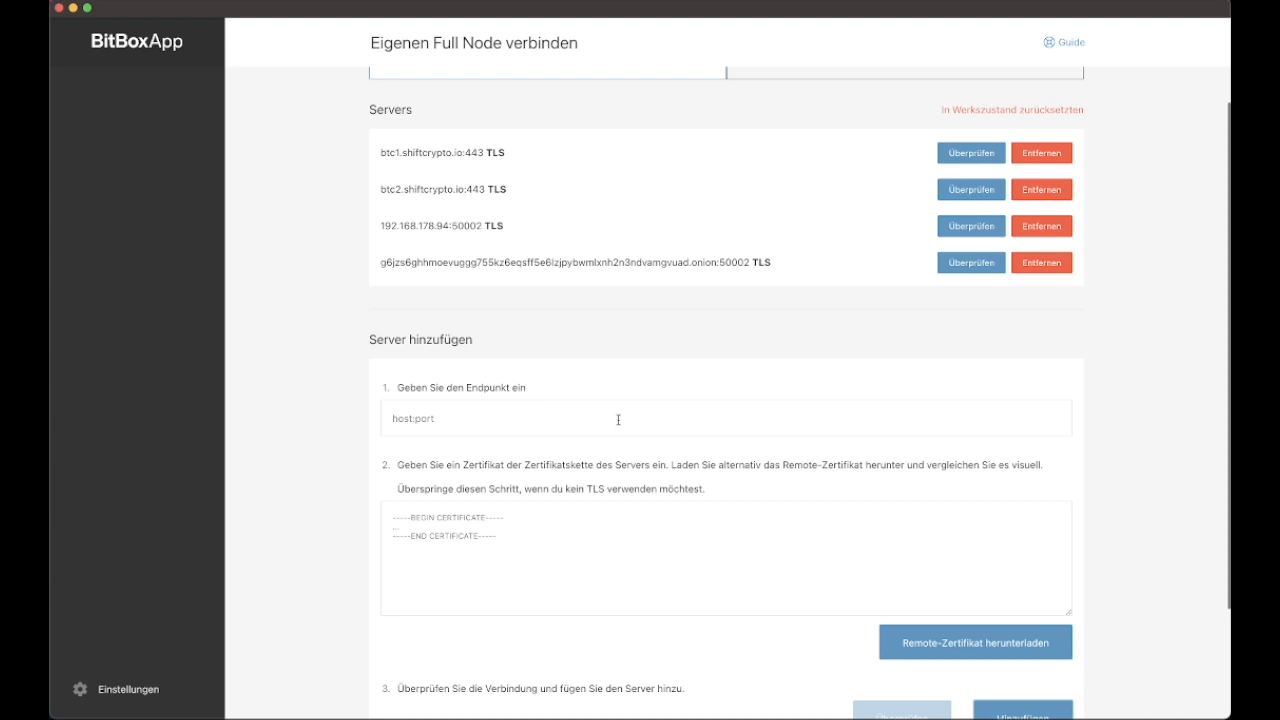 BitBoxApp
Eigenen Full Node verbinden
Guide
Servers
In Werkszustand zurücksetzten
btc1.shiftcrypto.io:443 TLS
Überprüfen
Entfernen
btc2.shiftcrypto.io:443 TLS
Überprüfen
Entfernen
192.168.178.94:50002 TLS
Überprüfen
Entfernen
g6jzs6ghhmoevuggg755kz6eqsff5e6lzjpybwmlxnh2n3ndvamgvuad.onion:50002 TLS
Überprüfen
Entfernen
Server hinzufügen
1. Geben Sie den Endpunkt ein
host:port
2. Geben Sie ein Zertifikat der Zertifikatskette des Servers ein. Laden Sie alternativ das Remote-Zertifikat herunter und vergleichen Sie es visuell.
Überspringe diesen Schritt, wenn du kein TLS verwenden möchtest.
-----BEGIN CERTIFICATE-----
...
-----END CERTIFICATE-----
Remote-Zertifikat herunterladen
3. Überprüfen Sie die Verbindung und fügen Sie den Server hinzu.
Überprüfen
Hinzufügen
Einstellungen